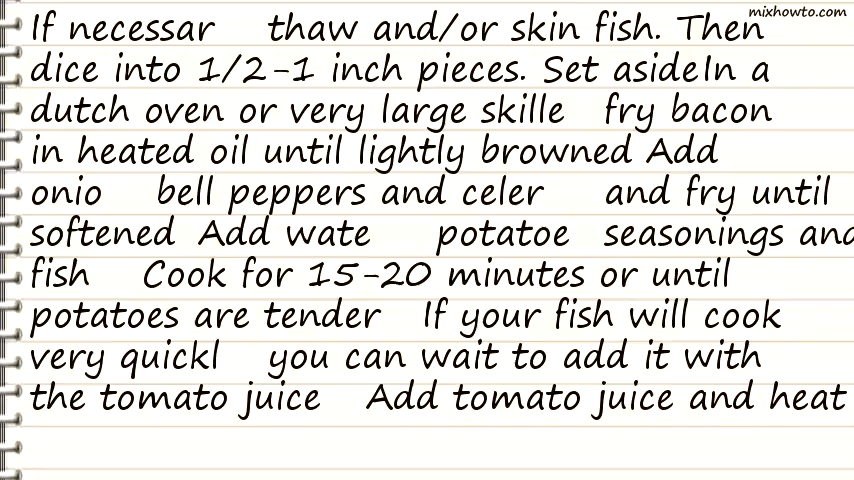 mixhowto.com
If necessar thaw and/or skin fish. Then
dice into 1/2-1 inch pieces. Set asideIn a
dutch oven or very large skille fry bacon
in heated oil until lightly browned Add
onio bell peppers and celer and fry until
softened Add wate potatoe seasonings and
fish Cook for 15-20 minutes or until
potatoes are tender If your fish will cook
very quickl you can wait to add it with
the tomato juice Add tomato juice and heat